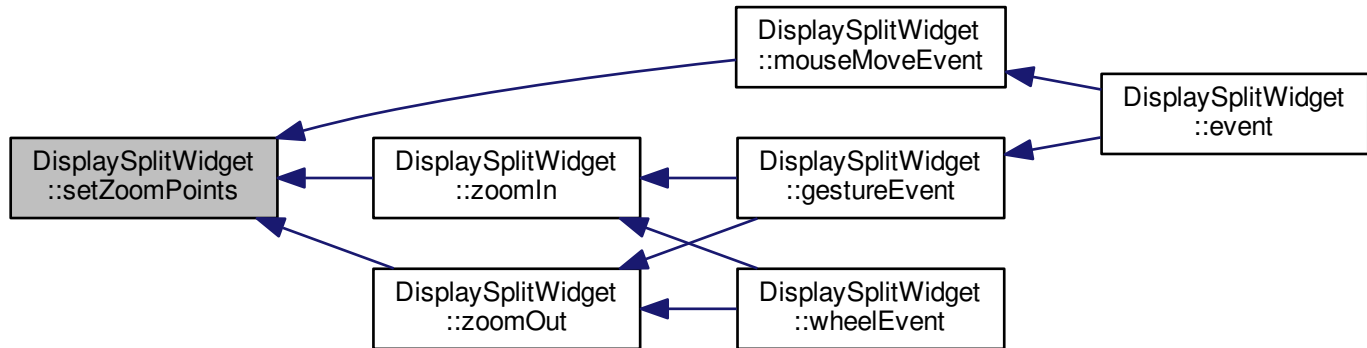 DisplaySplitWidget
::setZoomPoints
DisplaySplitWidget
::mouseMoveEvent
DisplaySplitWidget
::zoomIn
DisplaySplitWidget
::zoomOut
DisplaySplitWidget
::gestureEvent
DisplaySplitWidget
::wheelEvent
DisplaySplitWidget
::event